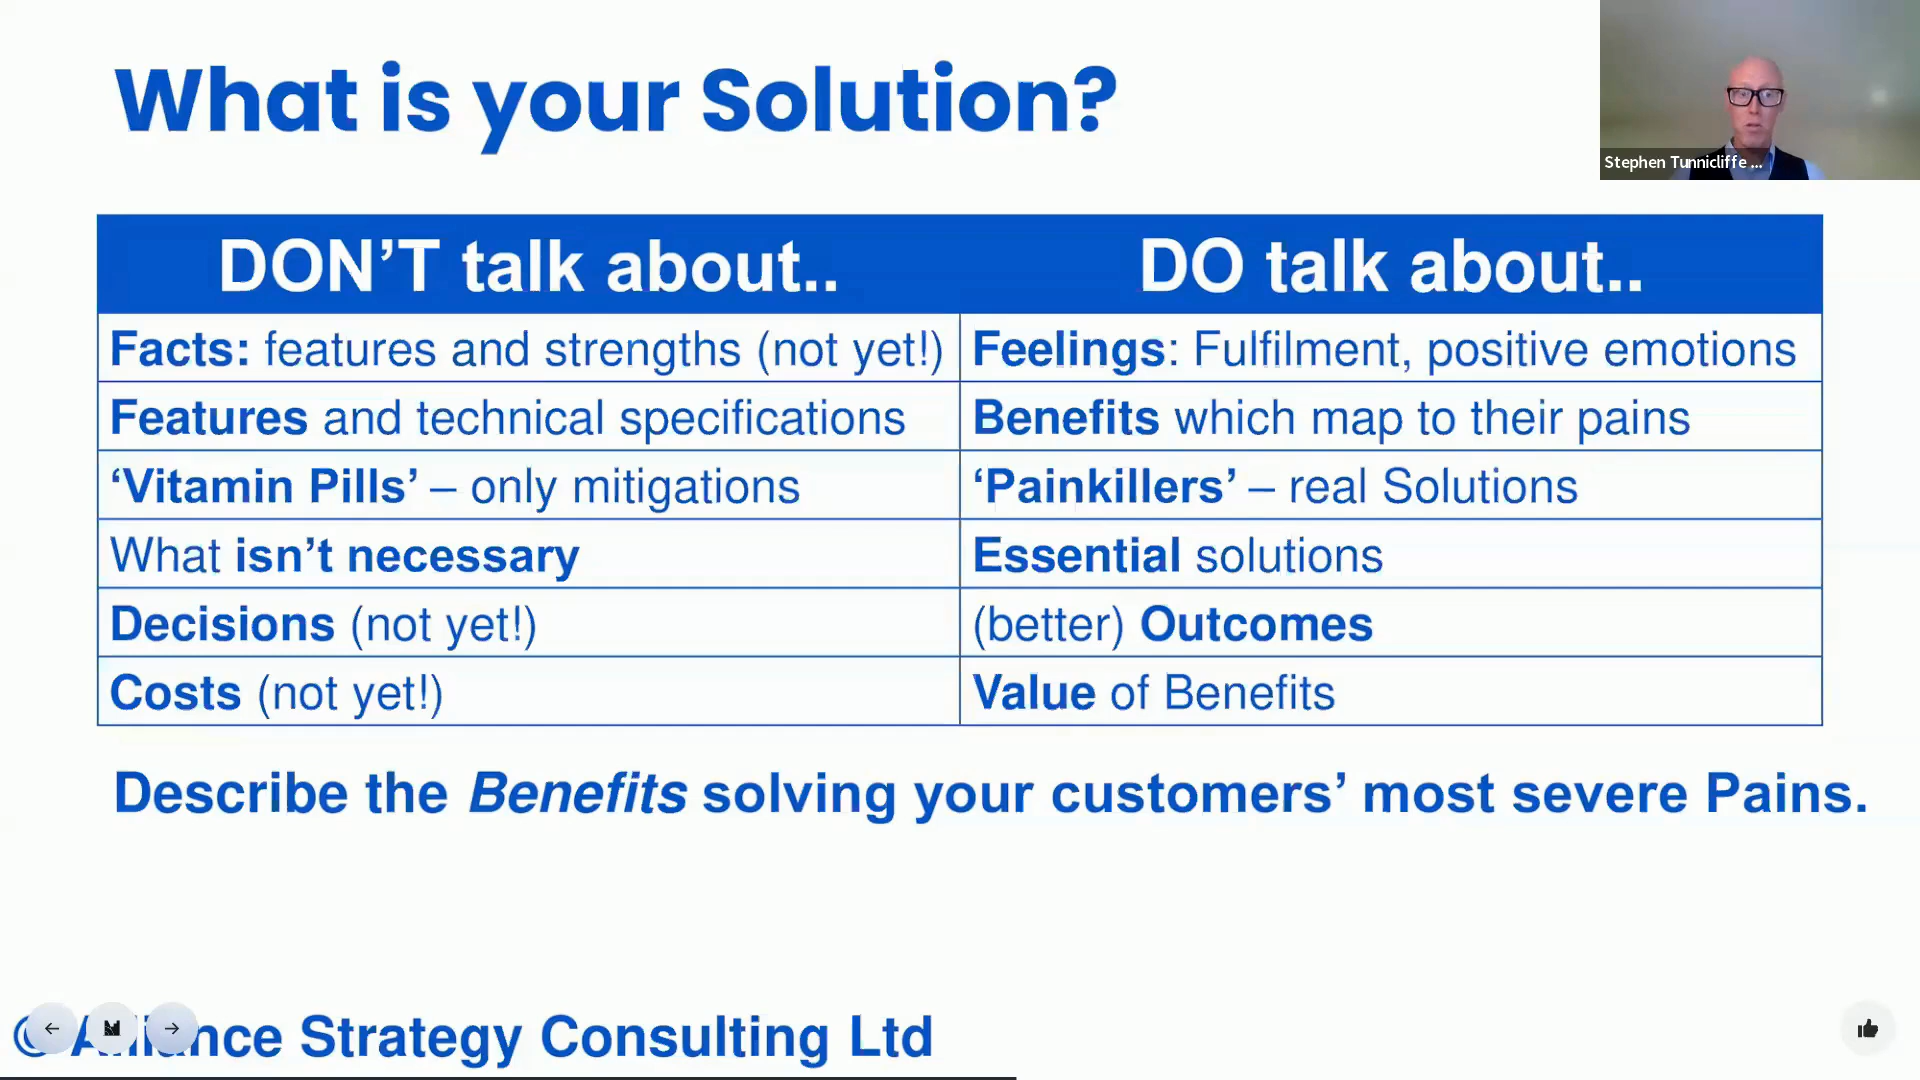 What is your Solution?
Stephen Tunnicliffe ...
DON’T talk about..
DO talk about..
Facts: features and strengths (not yet!)
Feelings: Fulfilment, positive emotions
Features and technical specifications
Benefits which map to their pains
‘Vitamin Pills’ – only mitigations
‘Painkillers’ – real Solutions
What isn’t necessary
Essential solutions
Decisions (not yet!)
(better) Outcomes
Costs (not yet!)
Value of Benefits
Describe the Benefits solving your customers’ most severe Pains.
© Alliance Strategy Consulting Ltd